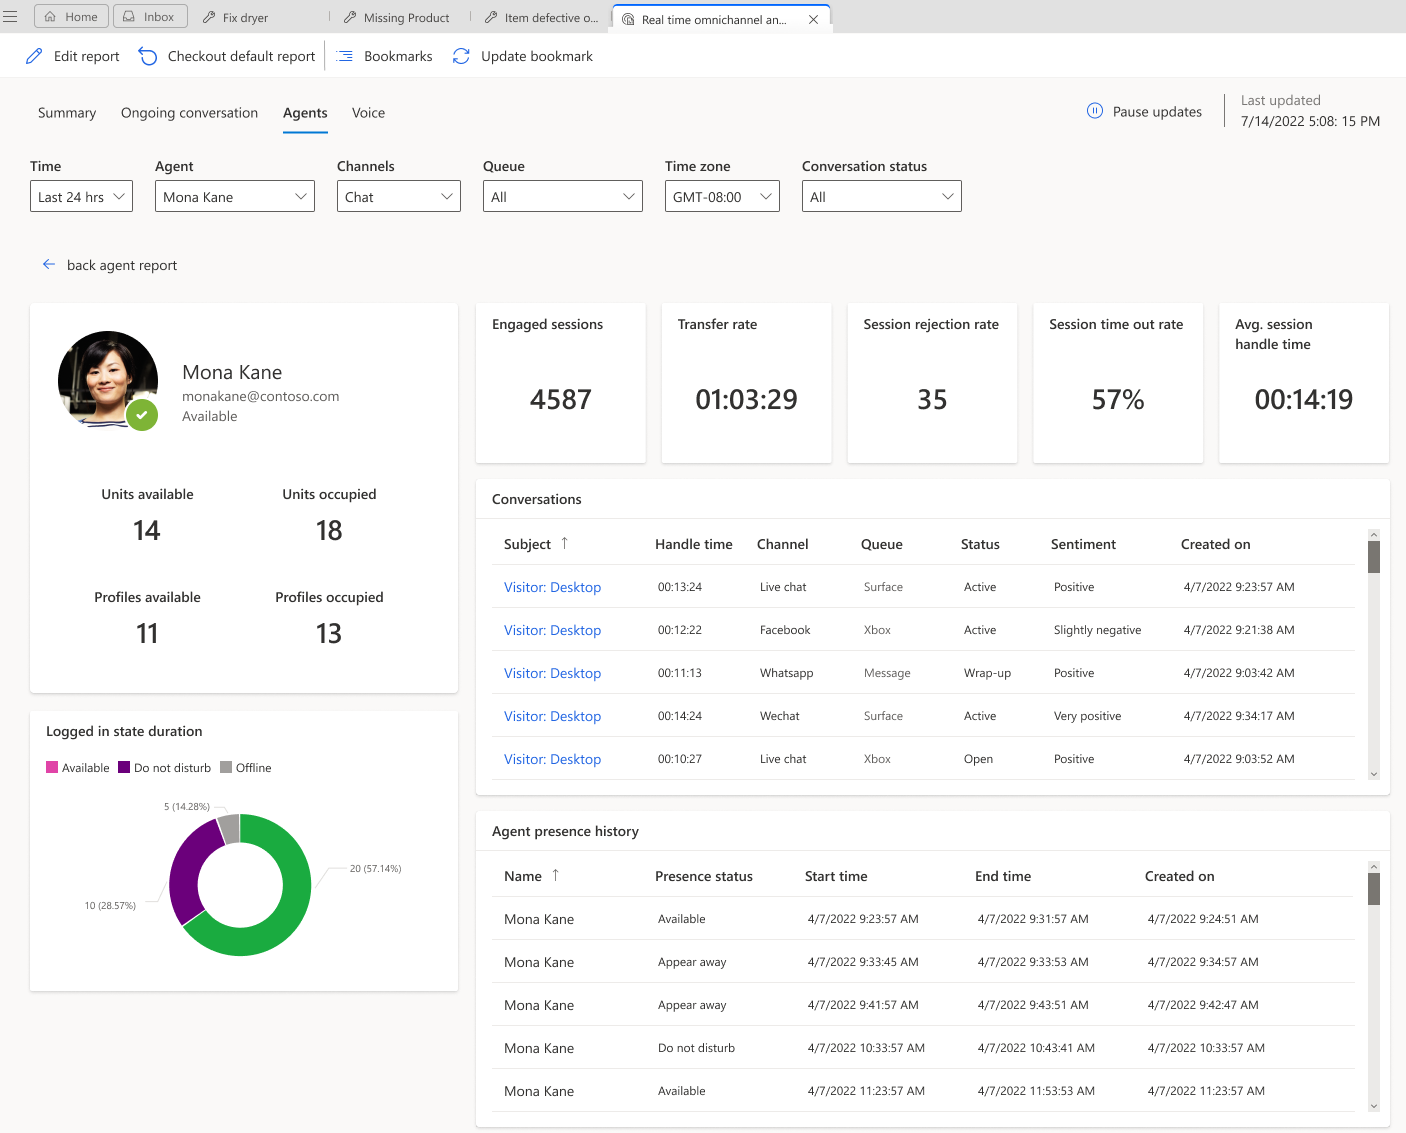 Home
Inbox
Fix dryer
Missing Product
Item defective o...
Real time omnichannel an...
Edit report
Checkout default report
Bookmarks
Update bookmark
Summary
Ongoing conversation
Agents
Voice
Pause updates
Last updated
7/14/2022 5:08: 15 PM
Time
Agent
Channels
Queue
Time zone
Conversation status
Last 24 hrs
Mona Kane
Chat
All
GMT-08:00
All
back agent report
Mona Kane
monakane@contoso.com
Available
Units available
Units occupied
14
18
Profiles available
Profiles occupied
11
13
Engaged sessions
4587
Transfer rate
01:03:29
Session rejection rate
35
Session time out rate
57%
Avg. session
handle time
00:14:19
Logged in state duration
Available Do not disturb Offline
5 (14.28%)
20 (57.14%)
10 (28.57%)
Conversations
Subject Handle time Channel Queue Status Sentiment Created on
Visitor: Desktop 00:13:24 Live chat Surface Active Positive 4/7/2022 9:23:57 AM
Visitor: Desktop 00:12:22 Facebook Xbox Active Slightly negative 4/7/2022 9:21:38 AM
Visitor: Desktop 00:11:13 Whatsapp Message Wrap-up Positive 4/7/2022 9:03:42 AM
Visitor: Desktop 00:14:24 Wechat Surface Active Very positive 4/7/2022 9:34:17 AM
Visitor: Desktop 00:10:27 Live chat Xbox Open Positive 4/7/2022 9:03:52 AM
Agent presence history
Name Presence status Start time End time Created on
Mona Kane Available 4/7/2022 9:23:57 AM 4/7/2022 9:31:57 AM 4/7/2022 9:24:51 AM
Mona Kane Appear away 4/7/2022 9:33:45 AM 4/7/2022 9:33:53 AM 4/7/2022 9:34:57 AM
Mona Kane Appear away 4/7/2022 9:41:57 AM 4/7/2022 9:43:51 AM 4/7/2022 9:42:47 AM
Mona Kane Do not disturb 4/7/2022 10:33:57 AM 4/7/2022 10:43:41 AM 4/7/2022 10:33:57 AM
Mona Kane Available 4/7/2022 11:23:57 AM 4/7/2022 11:53:53 AM 4/7/2022 11:23:57 AM